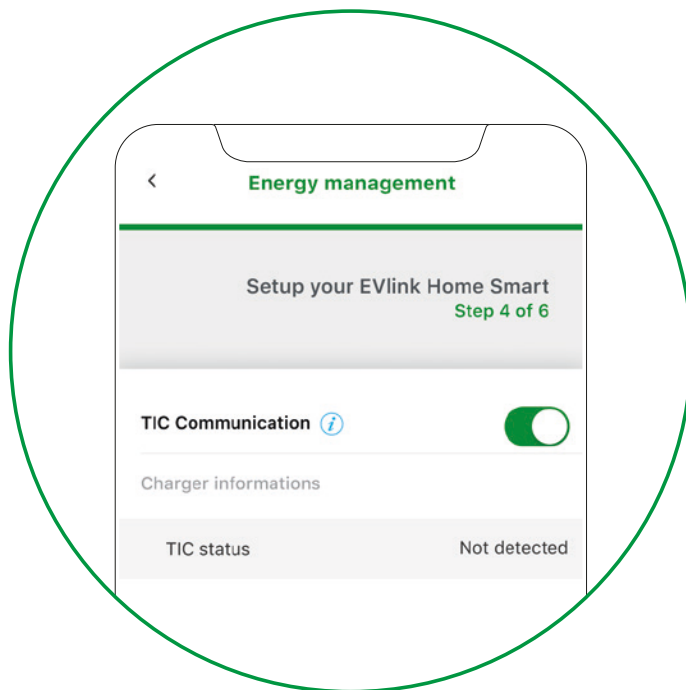 Energy management
Setup your EVlink Home Smart
Step 4 of 6
TIC Communication i
Charger informations
TIC status Not detected